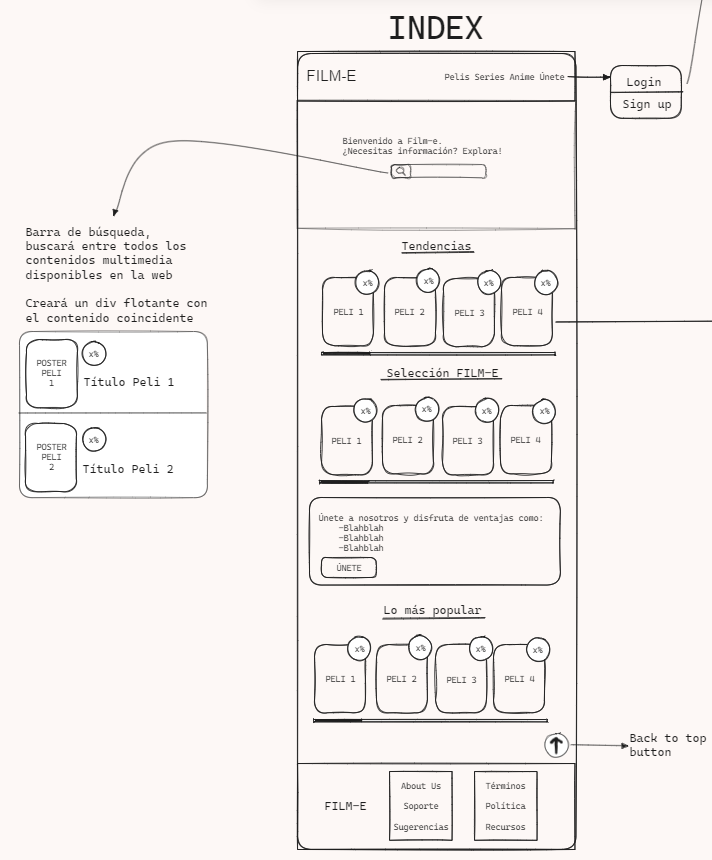 INDEX
FILM-E
Pelis Series Anime Únete
Login
Sign up
Bienvenido a Film-e.
¿Necesitas información? Explora!
Barra de búsqueda,
buscará entre todos los
contenidos multimedia
disponibles en la web
Creará un div flotante con
el contenido coincidente
POSTER
PELI
1
x%
Título Peli 1
POSTER
PELI
2
x%
Título Peli 2
Tendencias
x% x% x% x%
PELI 1 PELI 2 PELI 3 PELI 4
Selección FILM-E
x% x% x% x%
PELI 1 PELI 2 PELI 3 PELI 4
Únete a nosotros y disfruta de ventajas como:
-Blahblah
-Blahblah
-Blahblah
ÚNETE
Lo más popular
x% x% x% x%
PELI 1 PELI 2 PELI 3 PELI 4
Back to top
button
FILM-E
About Us
Soporte
Sugerencias
Términos
Política
Recursos